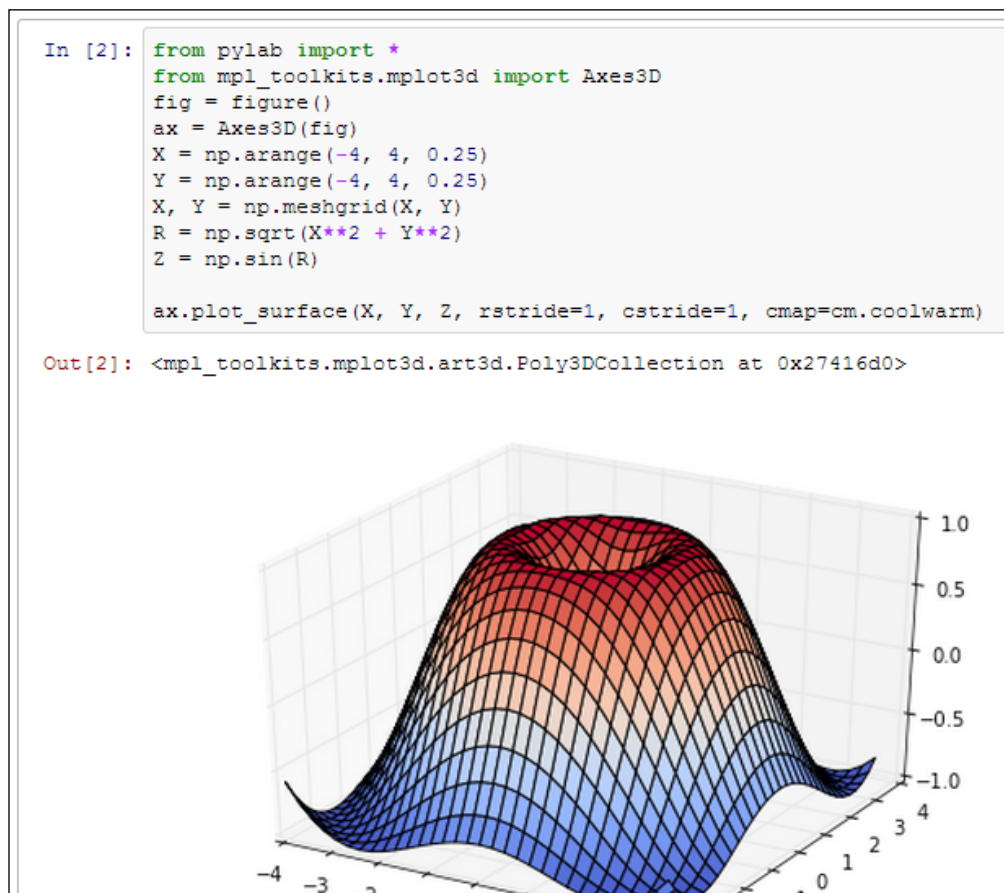 In [2]: from pylab import *
from mpl_toolkits.mplot3d import Axes3D
fig = figure()
ax = Axes3D(fig)
X = np.arange(-4, 4, 0.25)
Y = np.arange(-4, 4, 0.25)
X, Y = np.meshgrid(X, Y)
R = np.sqrt(X**2 + Y**2)
Z = np.sin(R)
ax.plot_surface(X, Y, Z, rstride=1, cstride=1, cmap=cm.coolwarm)
Out[2]: <mpl_toolkits.mplot3d.art3d.Poly3DCollection at 0x27416d0>
1.0
0.5
0.0
−0.5
−1.0
4
3
2
1
0
−4
−3